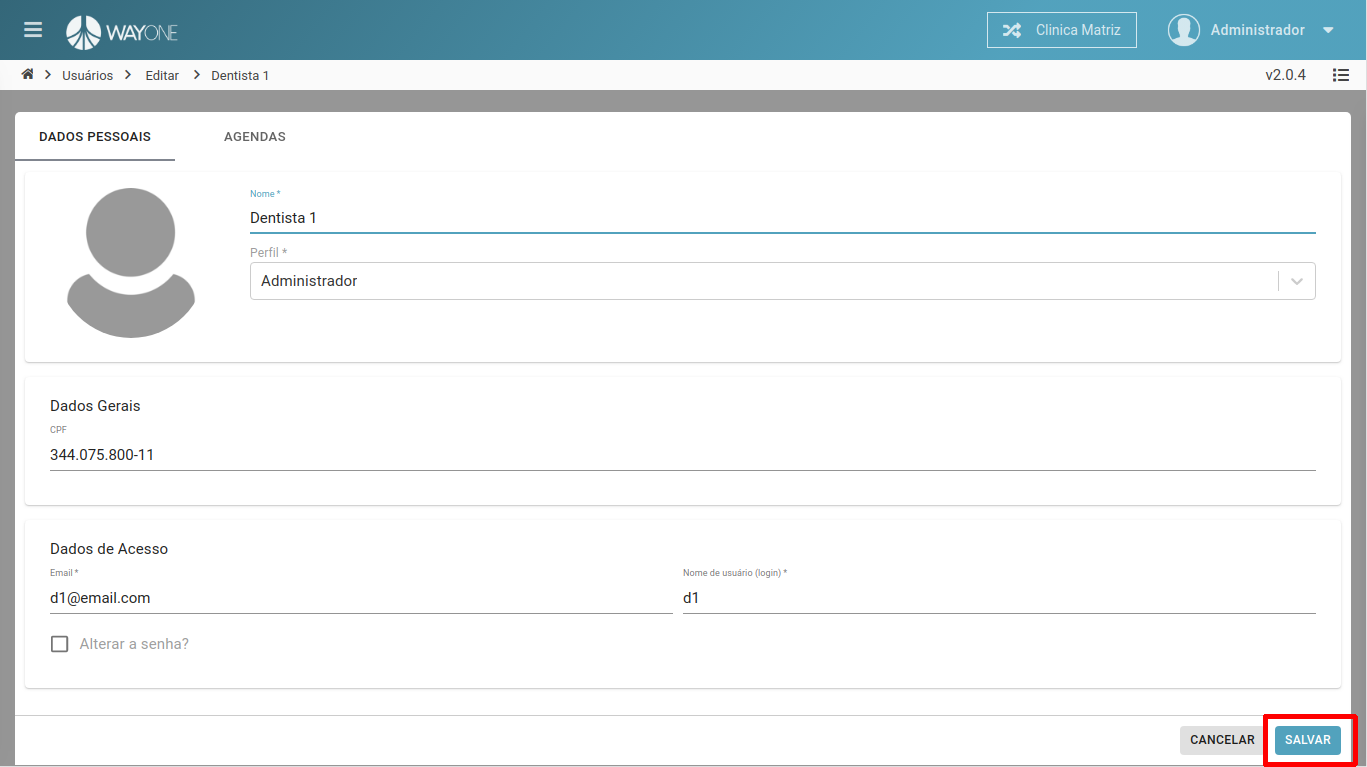 WAYONE
Clinica Matriz
Administrador
Usuários
Editar
Dentista 1
v2.0.4
DADOS PESSOAIS
AGENDAS
Nome *
Dentista 1
Perfil *
Administrador
Dados Gerais
CPF
344.075.800-11
Dados de Acesso
Email *
Nome de usuário (login) *
d1@email.com
d1
Alterar a senha?
CANCELAR
SALVAR